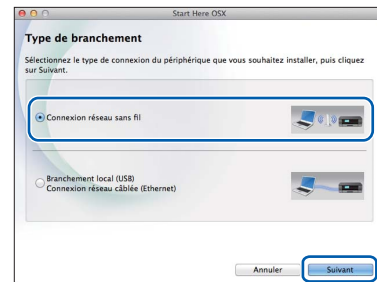 Start Here OSX
Type de branchement
Sélectionnez le type de connexion du périphérique que vous souhaitez installer, puis cliquez
sur Suivant.
Connexion réseau sans fil
Branchement local (USB)
Connexion réseau câblée (Ethernet)
Annuler
Suivant